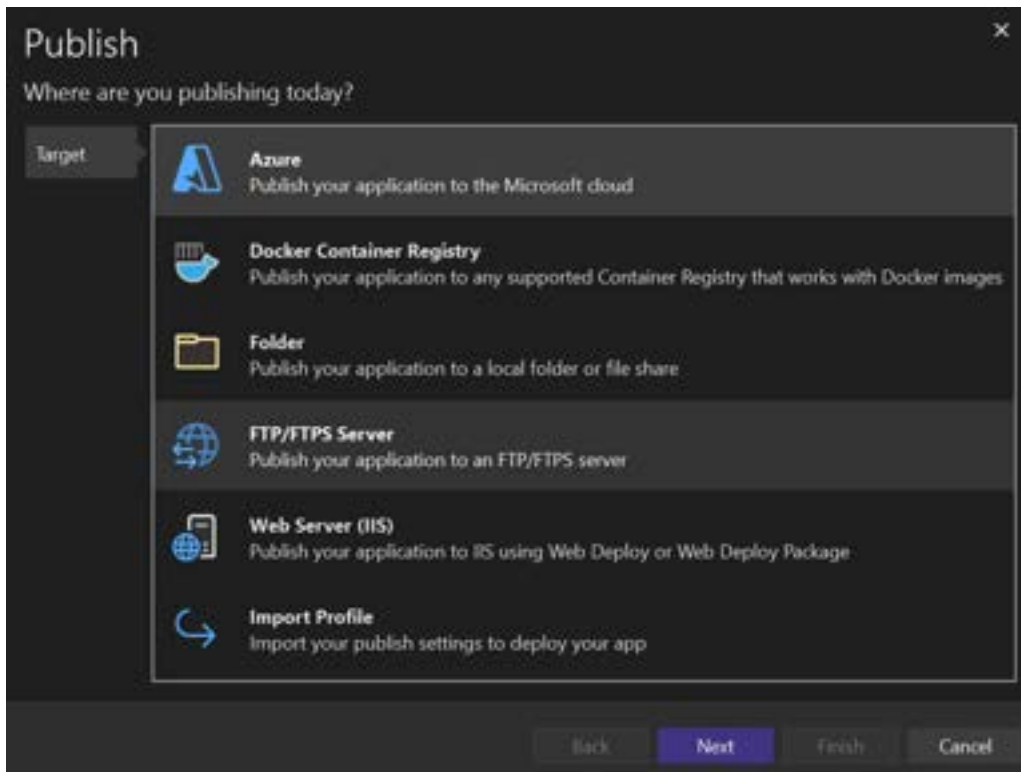 Publish
Where are you publishing today?
Target
Azure
Publish your application to the Microsoft cloud
Docker Container Registry
Publish your application to any supported Container Registry that works with Docker images
Folder
Publish your application to a local folder or file share
FTP/FTPS Server
Publish your application to an FTP/FTPS server
Web Server (IIS)
Publish your application to IIS using Web Deploy or Web Deploy Package
Import Profile
Import your publish settings to deploy your app
Back Next Finish Cancel